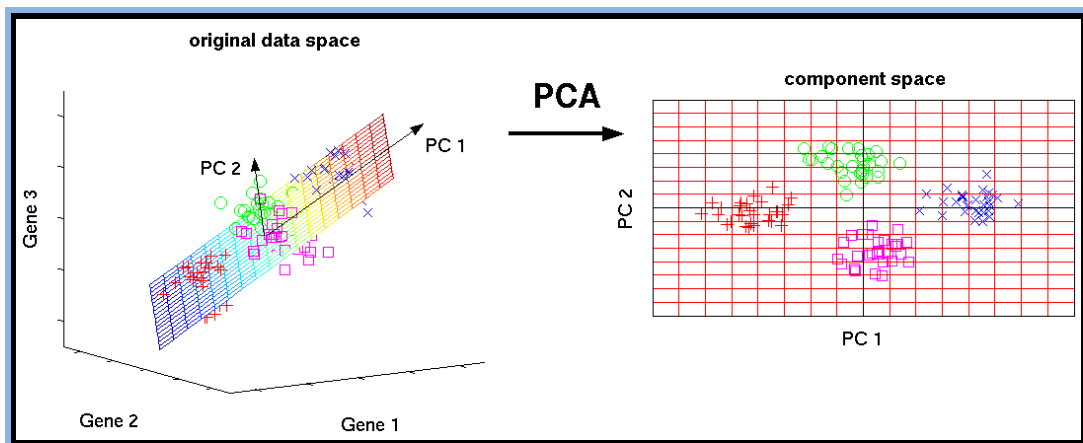 original data space
PCA
component space
PC 1
PC 2
Gene 3
Gene 2
Gene 1
PC 2
PC 1